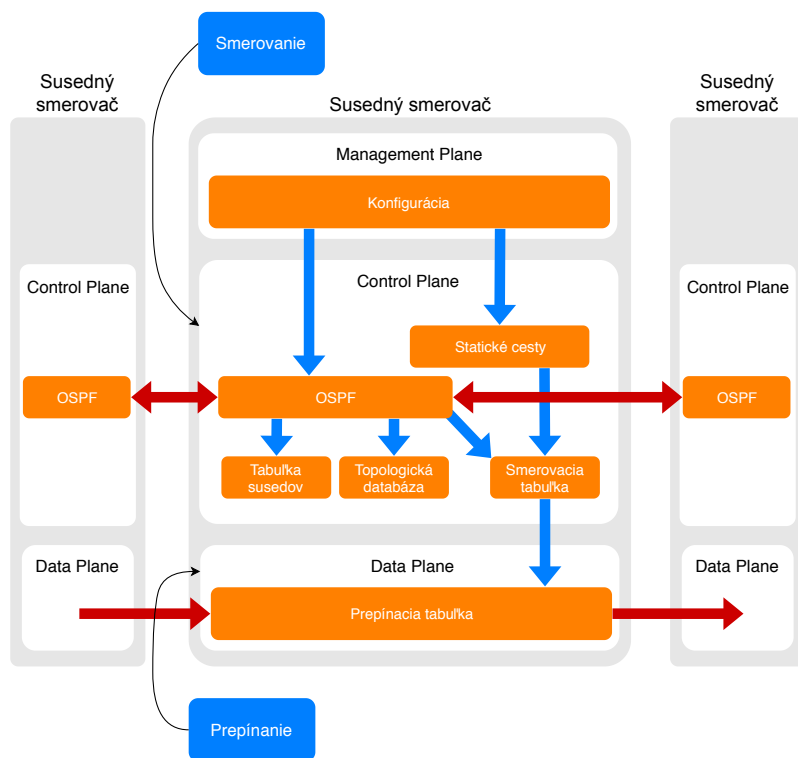 Smerovanie
Susedný
smerovač
Susedný smerovač
Susedný
smerovač
Management Plane
Konfigurácia
Control Plane
Control Plane
Control Plane
Statické cesty
OSPF
OSPF
OSPF
Tabuľka
susedov
Topologická
databáza
Smerovacia
tabuľka
Data Plane
Data Plane
Data Plane
Prepínacia tabuľka
Prepínanie